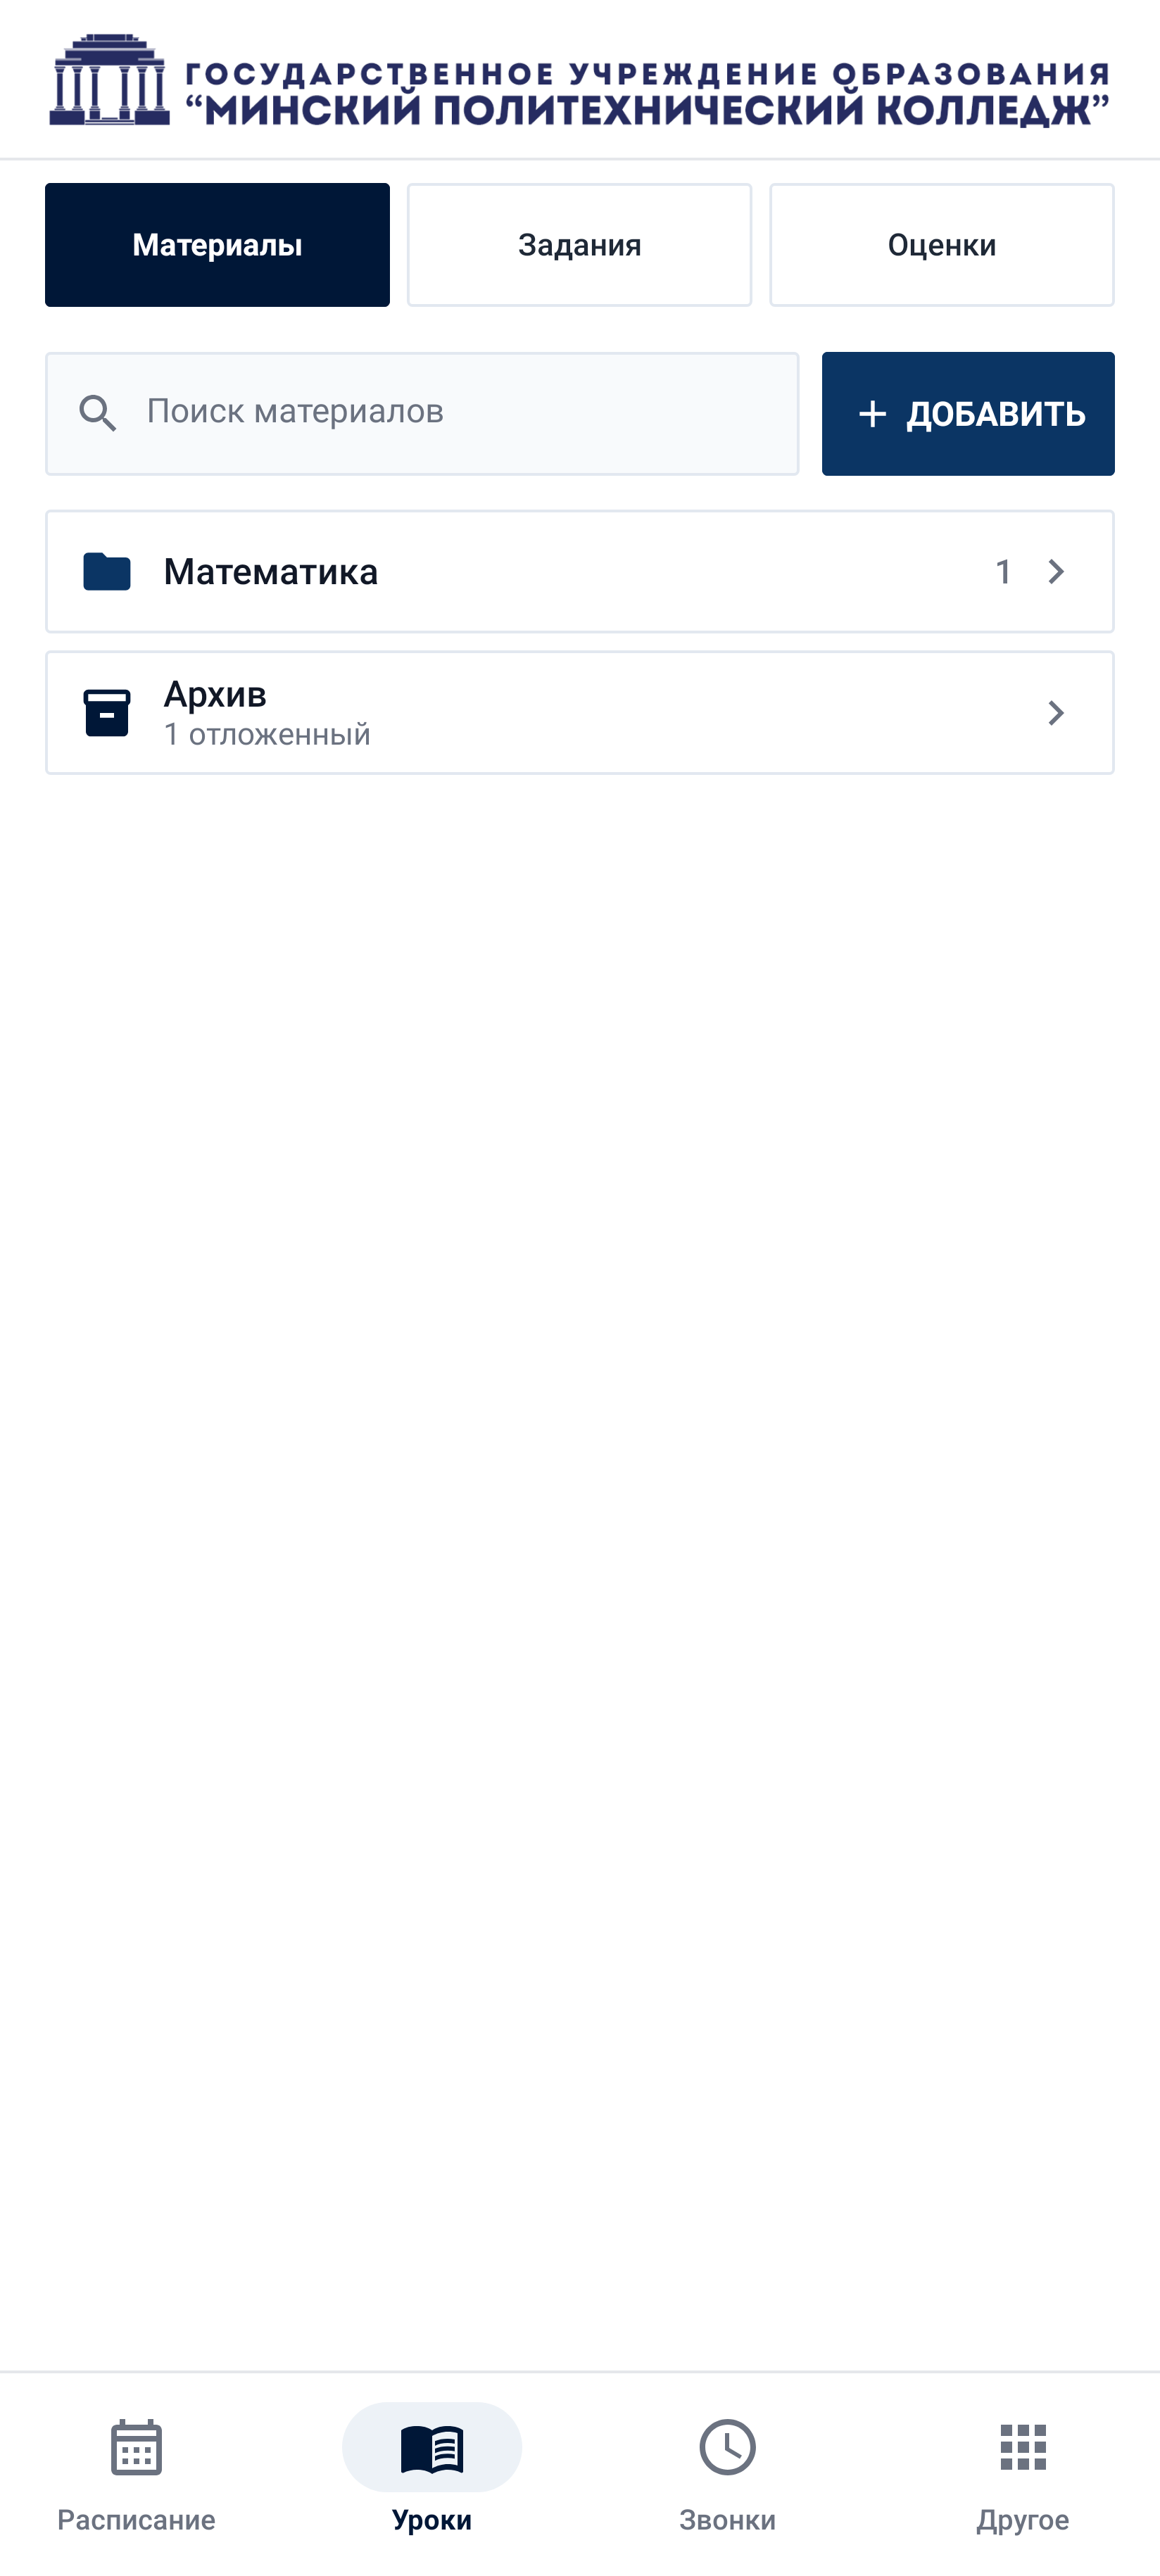 ГОСУДАРСТВЕННОЕ УЧРЕЖДЕНИЕ ОБРАЗОВАНИЯ
“МИНСКИЙ ПОЛИТЕХНИЧЕСКИЙ КОЛЛЕДЖ”
Материалы
Задания
Оценки
Поиск материалов
+ ДОБАВИТЬ
Математика
1
Архив
1 отложенный
Расписание
Уроки
Звонки
Другое